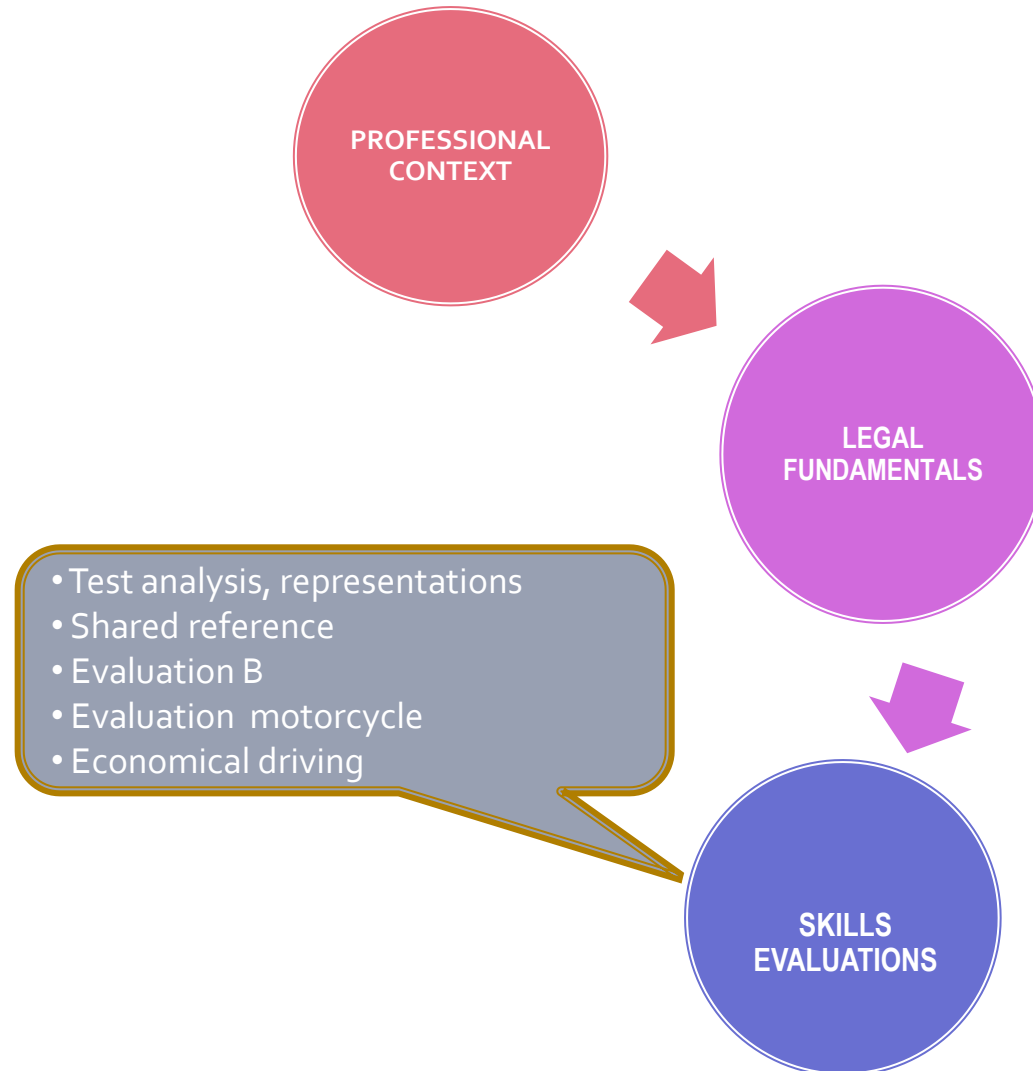 PROFESSIONAL
CONTEXT
LEGAL
FUNDAMENTALS
• Test analysis, representations
• Shared reference
• Evaluation B
• Evaluation  motorcycle
• Economical driving
SKILLS
EVALUATIONS